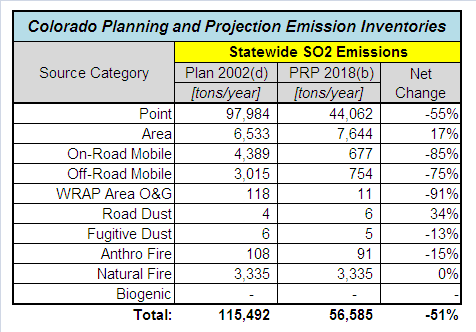 Colorado Planning and Projection Emission Inventories
Statewide SO2 Emissions
Source Category Plan 2002(d) PRP 2018(b) Net Change
[tons/year] [tons/year]
Point 97,984 44,062 -55%
Area 6,533 7,644 17%
On-Road Mobile 4,389 677 -85%
Off-Road Mobile 3,015 754 -75%
WRAP Area O&G 118 11 -91%
Road Dust 4 6 34%
Fugitive Dust 6 5 -13%
Anthro Fire 108 91 -15%
Natural Fire 3,335 3,335 0%
Biogenic - - -
Total: 115,492 56,585 -51%